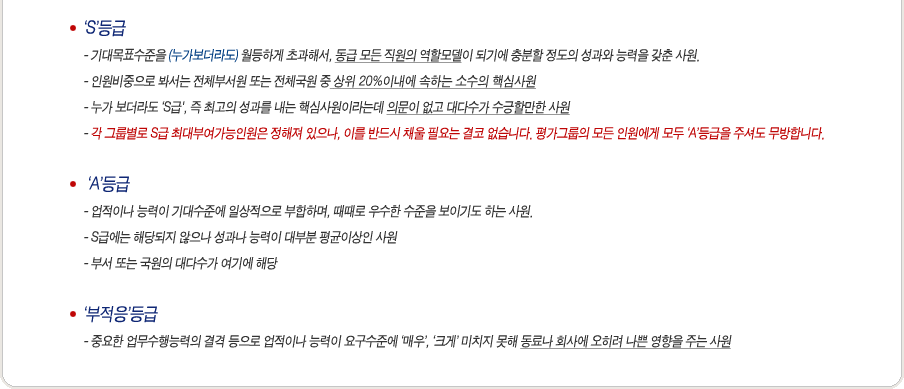 • 'S'등급
- 기대목표수준을 (누가보더라도) 월등하게 초과해서, 동급 모든 직원의 역할모델이 되기에 충분할 정도의 성과와 능력을 갖춘 사원.
- 인원비중으로 봐서는 전체부서원 또는 전체국원 중 상위 20%이내에 속하는 소수의 핵심사원
- 누가 보더라도 'S급', 즉 최고의 성과를 내는 핵심사원이라는데 의문이 없고 대다수가 수긍할만한 사원
- 각 그룹별로 S급 최대부여가능인원은 정해져 있으나, 이를 반드시 채울 필요는 결코 없습니다. 평가그룹의 모든 인원에게 모두 'A'등급을 주셔도 무방합니다.
• 'A'등급
- 업적이나 능력이 기대수준에 일상적으로 부합하며, 때때로 우수한 수준을 보이기도 하는 사원.
- S급에는 해당되지 않으나 성과나 능력이 대부분 평균이상인 사원
- 부서 또는 국원의 대다수가 여기에 해당
• '부적응'등급
- 중요한 업무수행능력의 결격 등으로 업적이나 능력이 요구수준에 '매우', '크게' 미치지 못해 동료나 회사에 오히려 나쁜 영향을 주는 사원